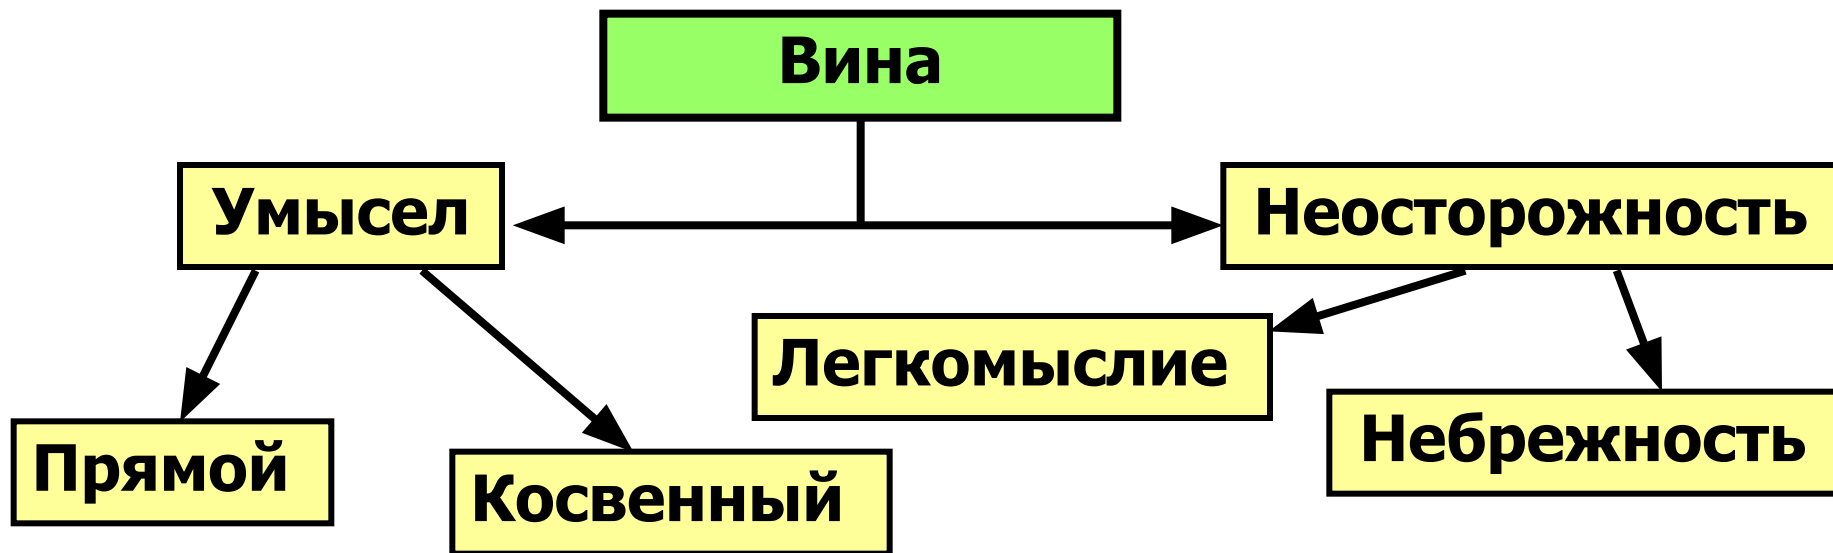 Вина
Умысел
Неосторожность
Легкомыслие
Небрежность
Прямой
Косвенный